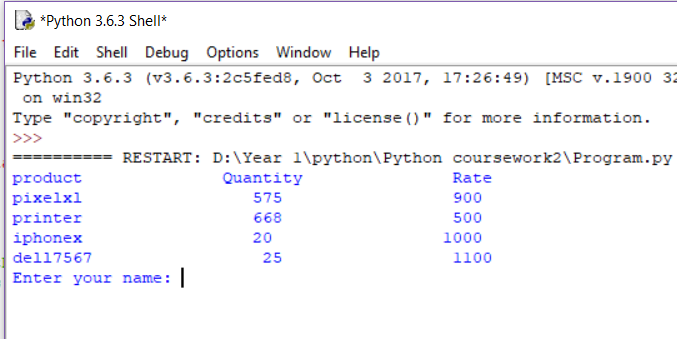 *Python 3.6.3 Shell*
File Edit Shell Debug Options Window Help
Python 3.6.3 (v3.6.3:2c5fed8, Oct  3 2017, 17:26:49) [MSC v.1900 32
 on win32
Type "copyright", "credits" or "license()" for more information.
>>>
========== RESTART: D:\Year 1\python\Python coursework2\Program.py
product Quantity Rate
pixelxl 575 900
printer 668 500
iphonex 20 1000
dell7567 25 1100
Enter your name: